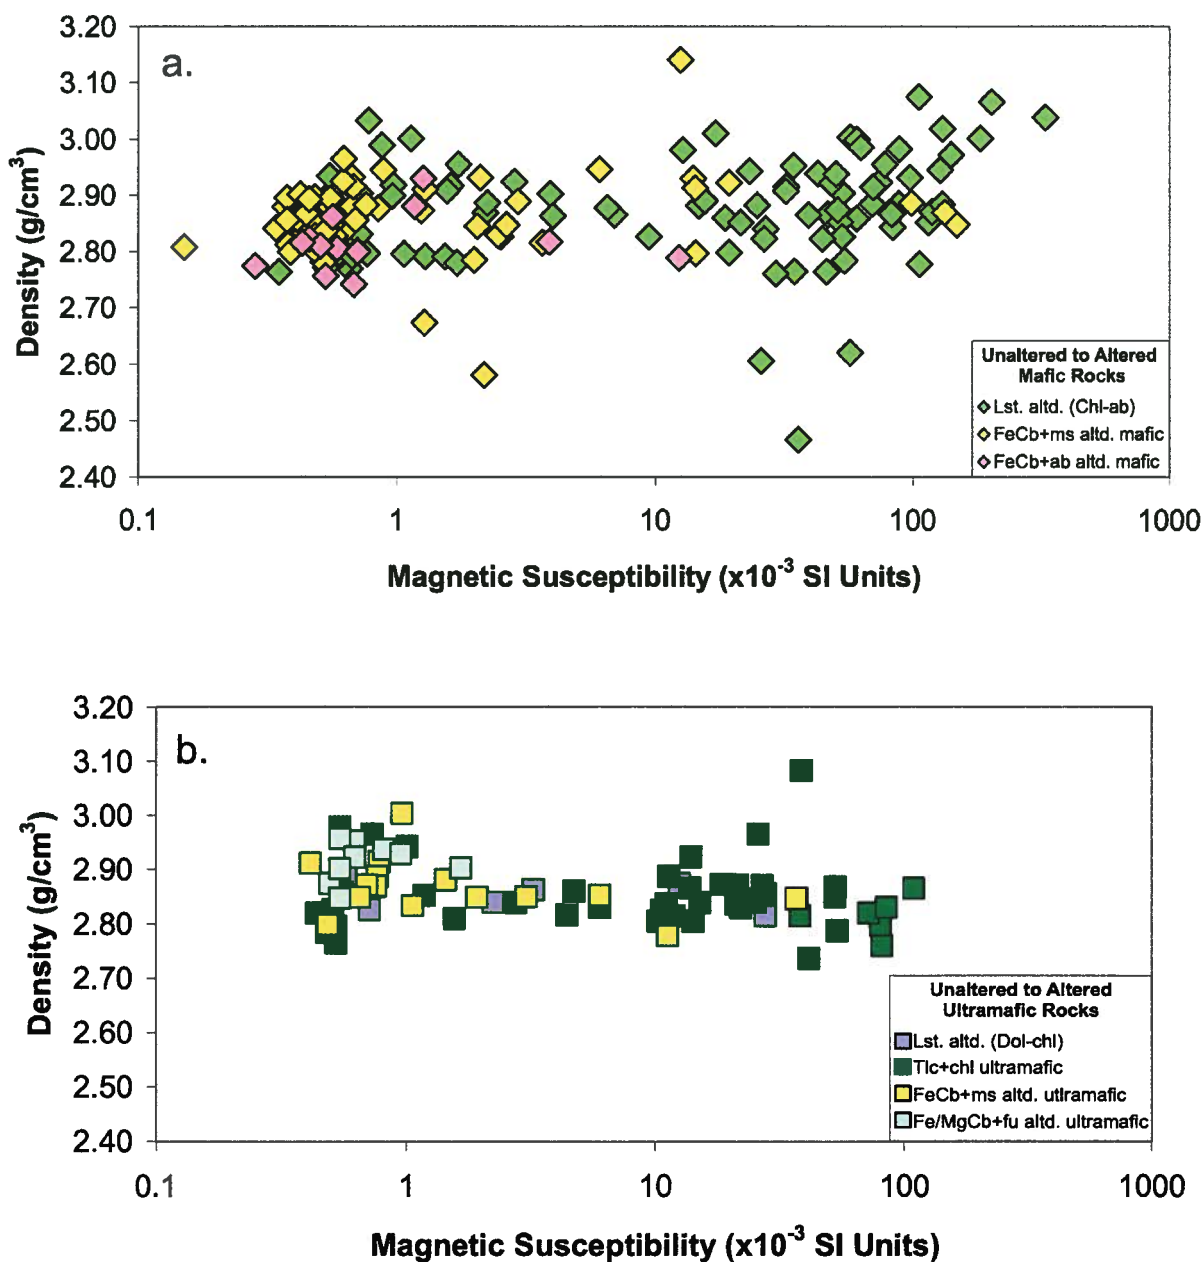 3.20
a.
3.10
3.00
2.90
2.80
2.70
2.60
2.50
2.40
Density (g/cm³)
Unaltered to Altered
Mafic Rocks
Lst. altd. (Chl-ab)
FeCb+ms altd. mafic
FeCb+ab altd. mafic
0.1 1 10 100 1000
Magnetic Susceptibility (x10⁻³ SI Units)
3.20
b.
3.10
3.00
2.90
2.80
2.70
2.60
2.50
2.40
Density (g/cm³)
Unaltered to Altered
Ultramafic Rocks
Lst. altd. (Dol-chl)
Tlc+chl ultramafic
FeCb+ms altd. utlramafic
Fe/MgCb+fu altd. ultramafic
0.1 1 10 100 1000
Magnetic Susceptibility (x10⁻³ SI Units)